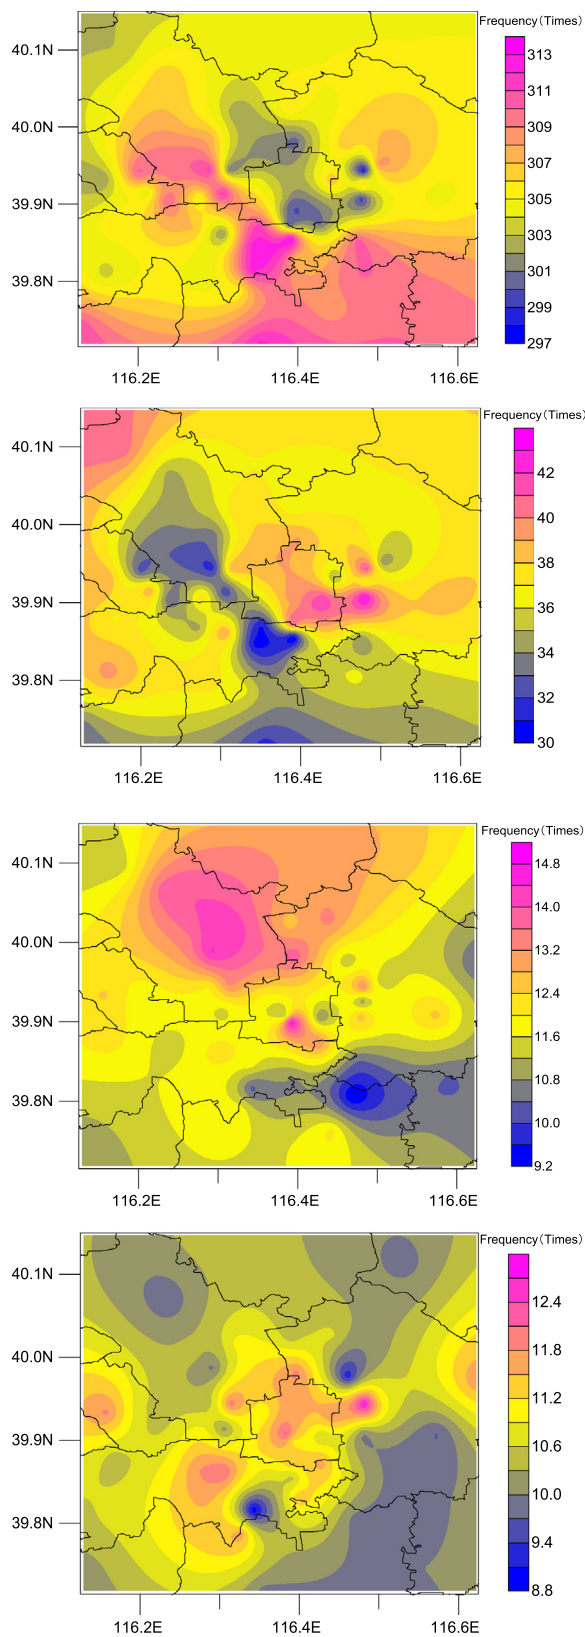 Frequency(Times)
40.1N
40.0N
39.9N
39.8N
313
311
309
307
305
303
301
299
297
116.2E 116.4E 116.6E
Frequency(Times)
40.1N
40.0N
39.9N
39.8N
42
40
38
36
34
32
30
116.2E 116.4E 116.6E
Frequency(Times)
40.1N
40.0N
39.9N
39.8N
14.8
14.0
13.2
12.4
11.6
10.8
10.0
9.2
116.2E 116.4E 116.6E
Frequency(Times)
40.1N
40.0N
39.9N
39.8N
12.4
11.8
11.2
10.6
10.0
9.4
8.8
116.2E 116.4E 116.6E